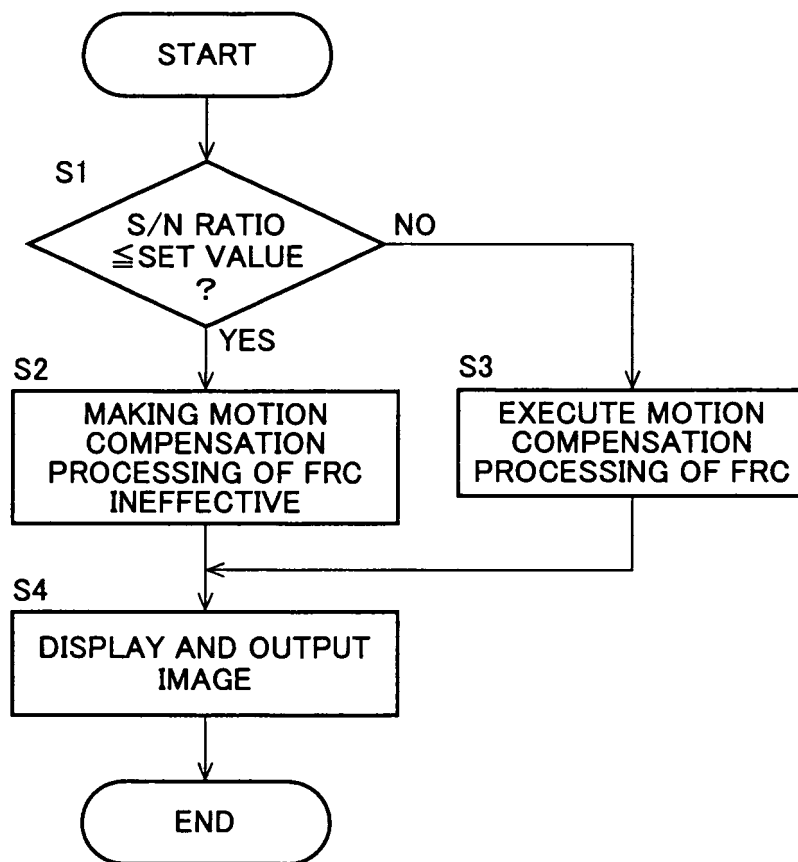 START
S1
S/N RATIO
≦SET VALUE
?
NO
YES
S2
MAKING MOTION
COMPENSATION
PROCESSING OF FRC
INEFFECTIVE
S3
EXECUTE MOTION
COMPENSATION
PROCESSING OF FRC
S4
DISPLAY AND OUTPUT
IMAGE
END